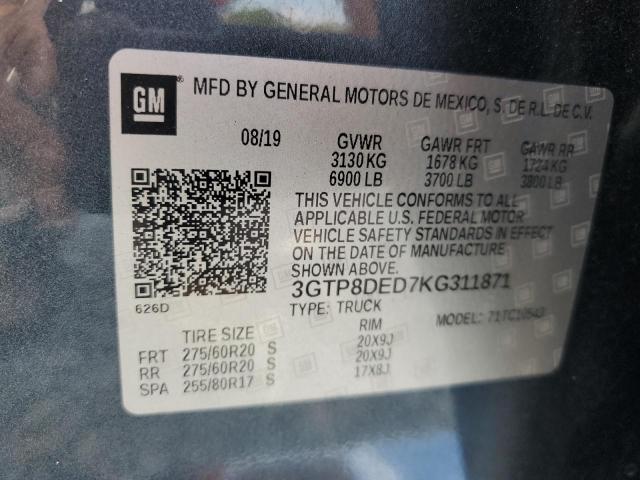 GM ®
MFD BY GENERAL MOTORS DE MEXICO, S. DE R.L. DE C.V.
08/19 GVWR GAWR FRT GAWR RR
3130 KG 1678 KG 1724 KG
6900 LB 3700 LB 3800 LB
THIS VEHICLE CONFORMS TO ALL
APPLICABLE U.S. FEDERAL MOTOR
VEHICLE SAFETY STANDARDS IN EFFECT
ON THE DATE OF MANUFACTURE
SHOWN ABOVE.
3GTP8DED7KG311871
626D
TYPE: TRUCK MODEL: 71TC10543
TIRE SIZE RIM
FRT 275/60R20 S 20X9J
RR 275/60R20 S 20X9J
SPA 255/80R17 S 17X8J